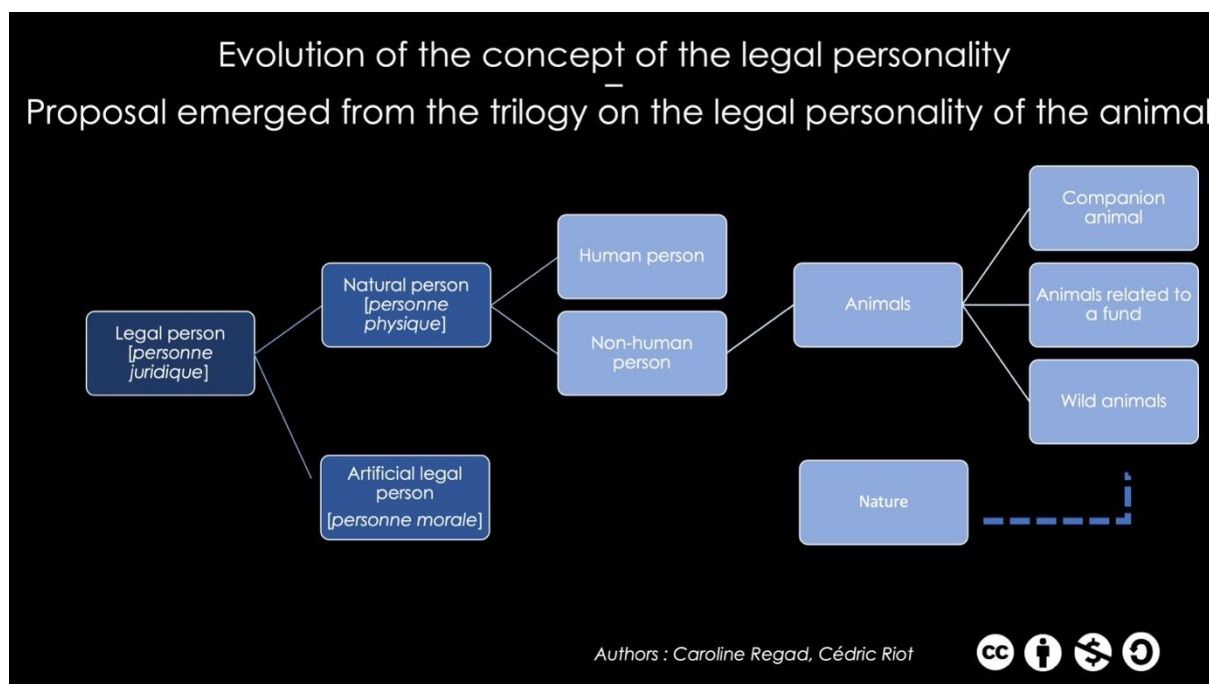 Evolution of the concept of the legal personality
–
Proposal emerged from the trilogy on the legal personality of the animal
Legal person
[personne
juridique]
Natural person
[personne
physique]
Artificial legal
person
[personne morale]
Human person
Non-human
person
Animals
Nature
Companion
animal
Animals related to
a fund
Wild animals
Authors : Caroline Regad, Cédric Riot
cc